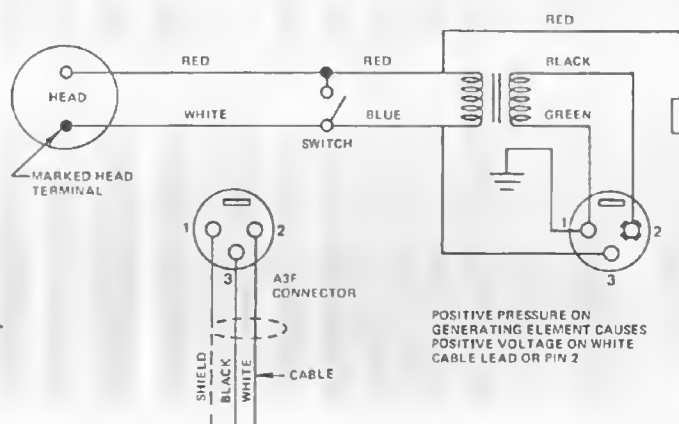 RED
RED
RED
BLACK
HEAD
WHITE
BLUE
GREEN
SWITCH
MARKED HEAD
TERMINAL
1
2
3
1
2
3
A3F
CONNECTOR
SHIELD
BLACK
WHITE
CABLE
POSITIVE PRESSURE ON
GENERATING ELEMENT CAUSES
POSITIVE VOLTAGE ON WHITE
CABLE LEAD OR PIN 2